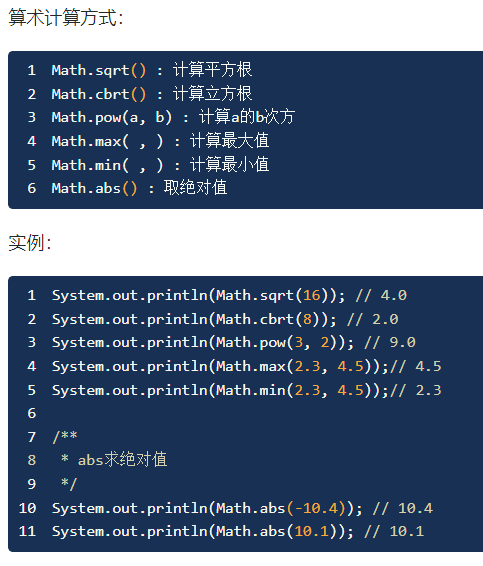 算术计算方式：
1 Math.sqrt() : 计算平方根
2 Math.cbrt() : 计算立方根
3 Math.pow(a, b) : 计算a的b次方
4 Math.max( , ) : 计算最大值
5 Math.min( , ) : 计算最小值
6 Math.abs() : 取绝对值
实例：
1 System.out.println(Math.sqrt(16)); // 4.0
2 System.out.println(Math.cbrt(8)); // 2.0
3 System.out.println(Math.pow(3, 2)); // 9.0
4 System.out.println(Math.max(2.3, 4.5));// 4.5
5 System.out.println(Math.min(2.3, 4.5));// 2.3
6
7 /**
8  * abs求绝对值
9  */
10 System.out.println(Math.abs(-10.4)); // 10.4
11 System.out.println(Math.abs(10.1)); // 10.1